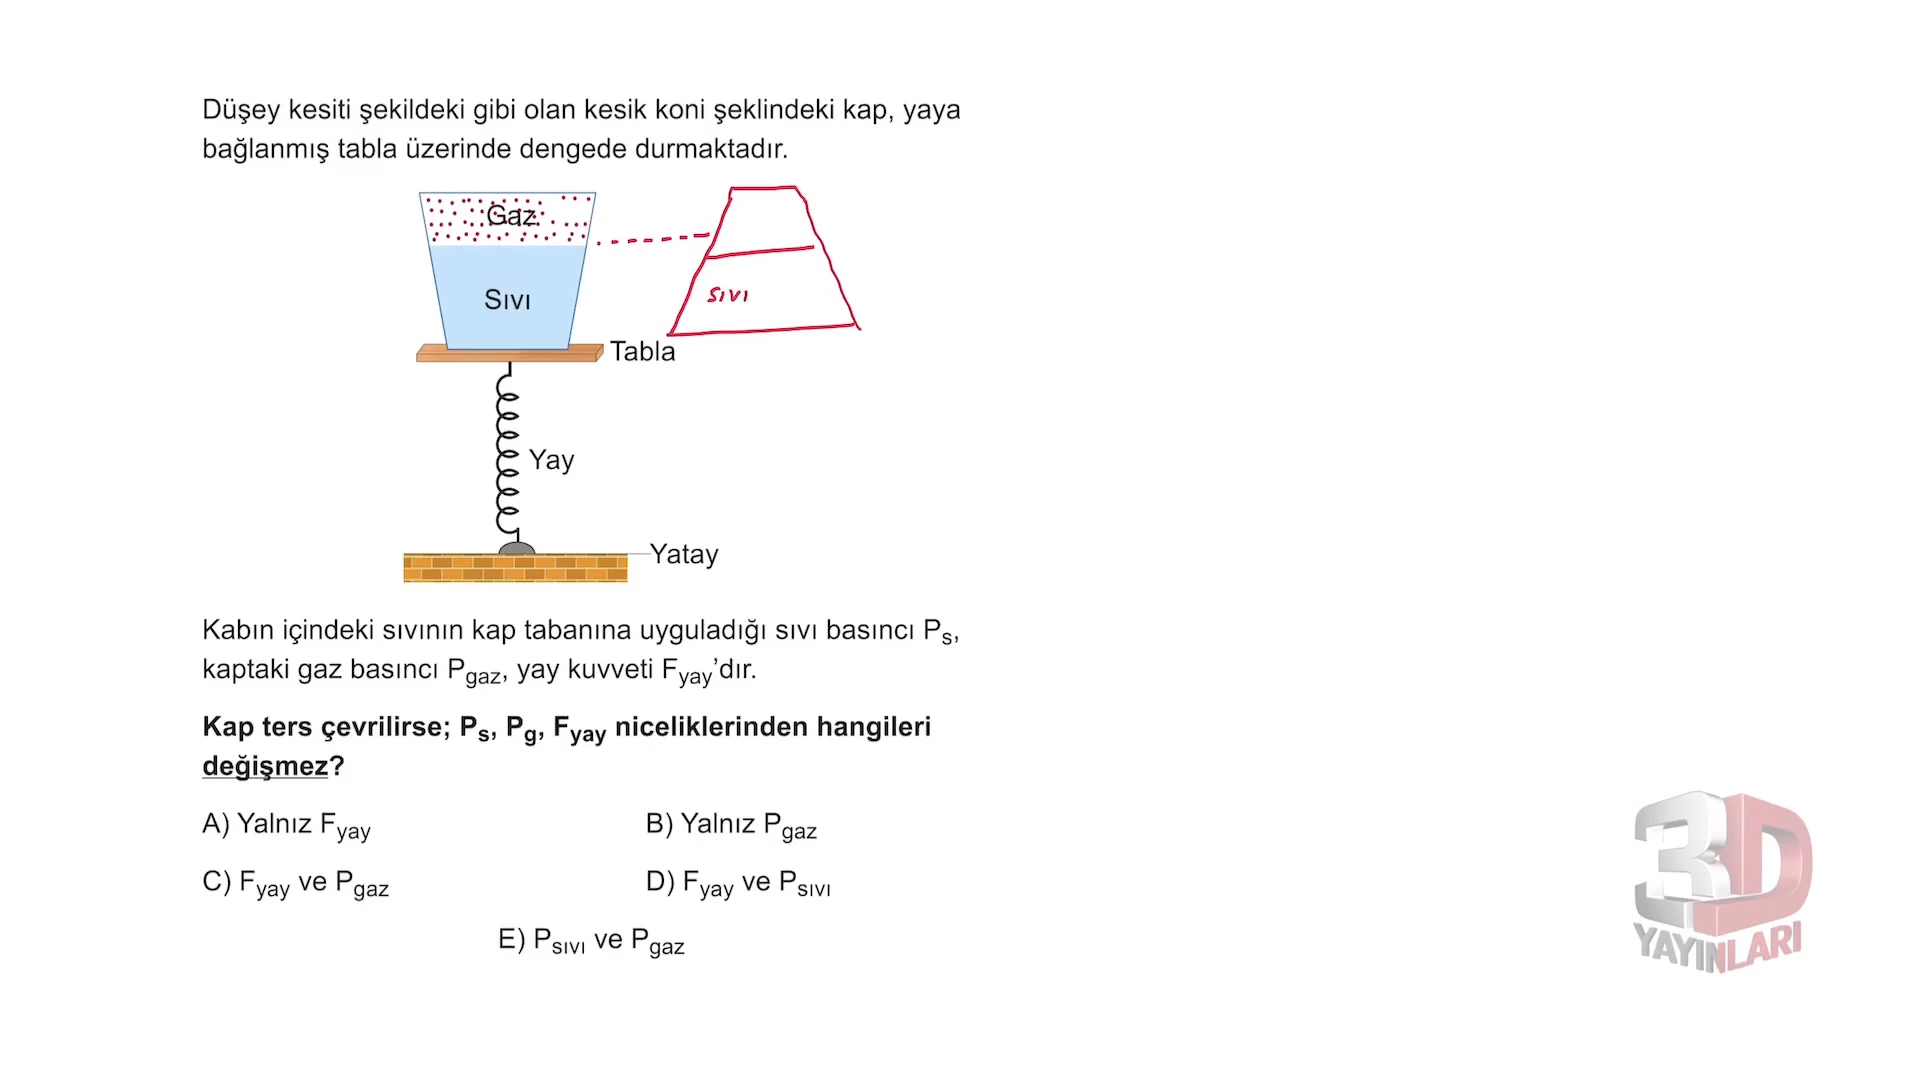 Düşey kesiti şekildeki gibi olan kesik koni şeklindeki kap, yaya
bağlanmış tabla üzerinde dengede durmaktadır.
Gaz
Sıvı
SIVI
Tabla
Yay
Yatay
Kabın içindeki sıvının kap tabanına uyguladığı sıvı basıncı Ps,
kaptaki gaz basıncı Pgaz, yay kuvveti Fyay’dır.
Kap ters çevrilirse; Ps, Pg, Fyay niceliklerinden hangileri
değişmez?
A) Yalnız Fyay
B) Yalnız Pgaz
C) Fyay ve Pgaz
D) Fyay ve Psıvı
E) Psıvı ve Pgaz
3D
YAYINLARI